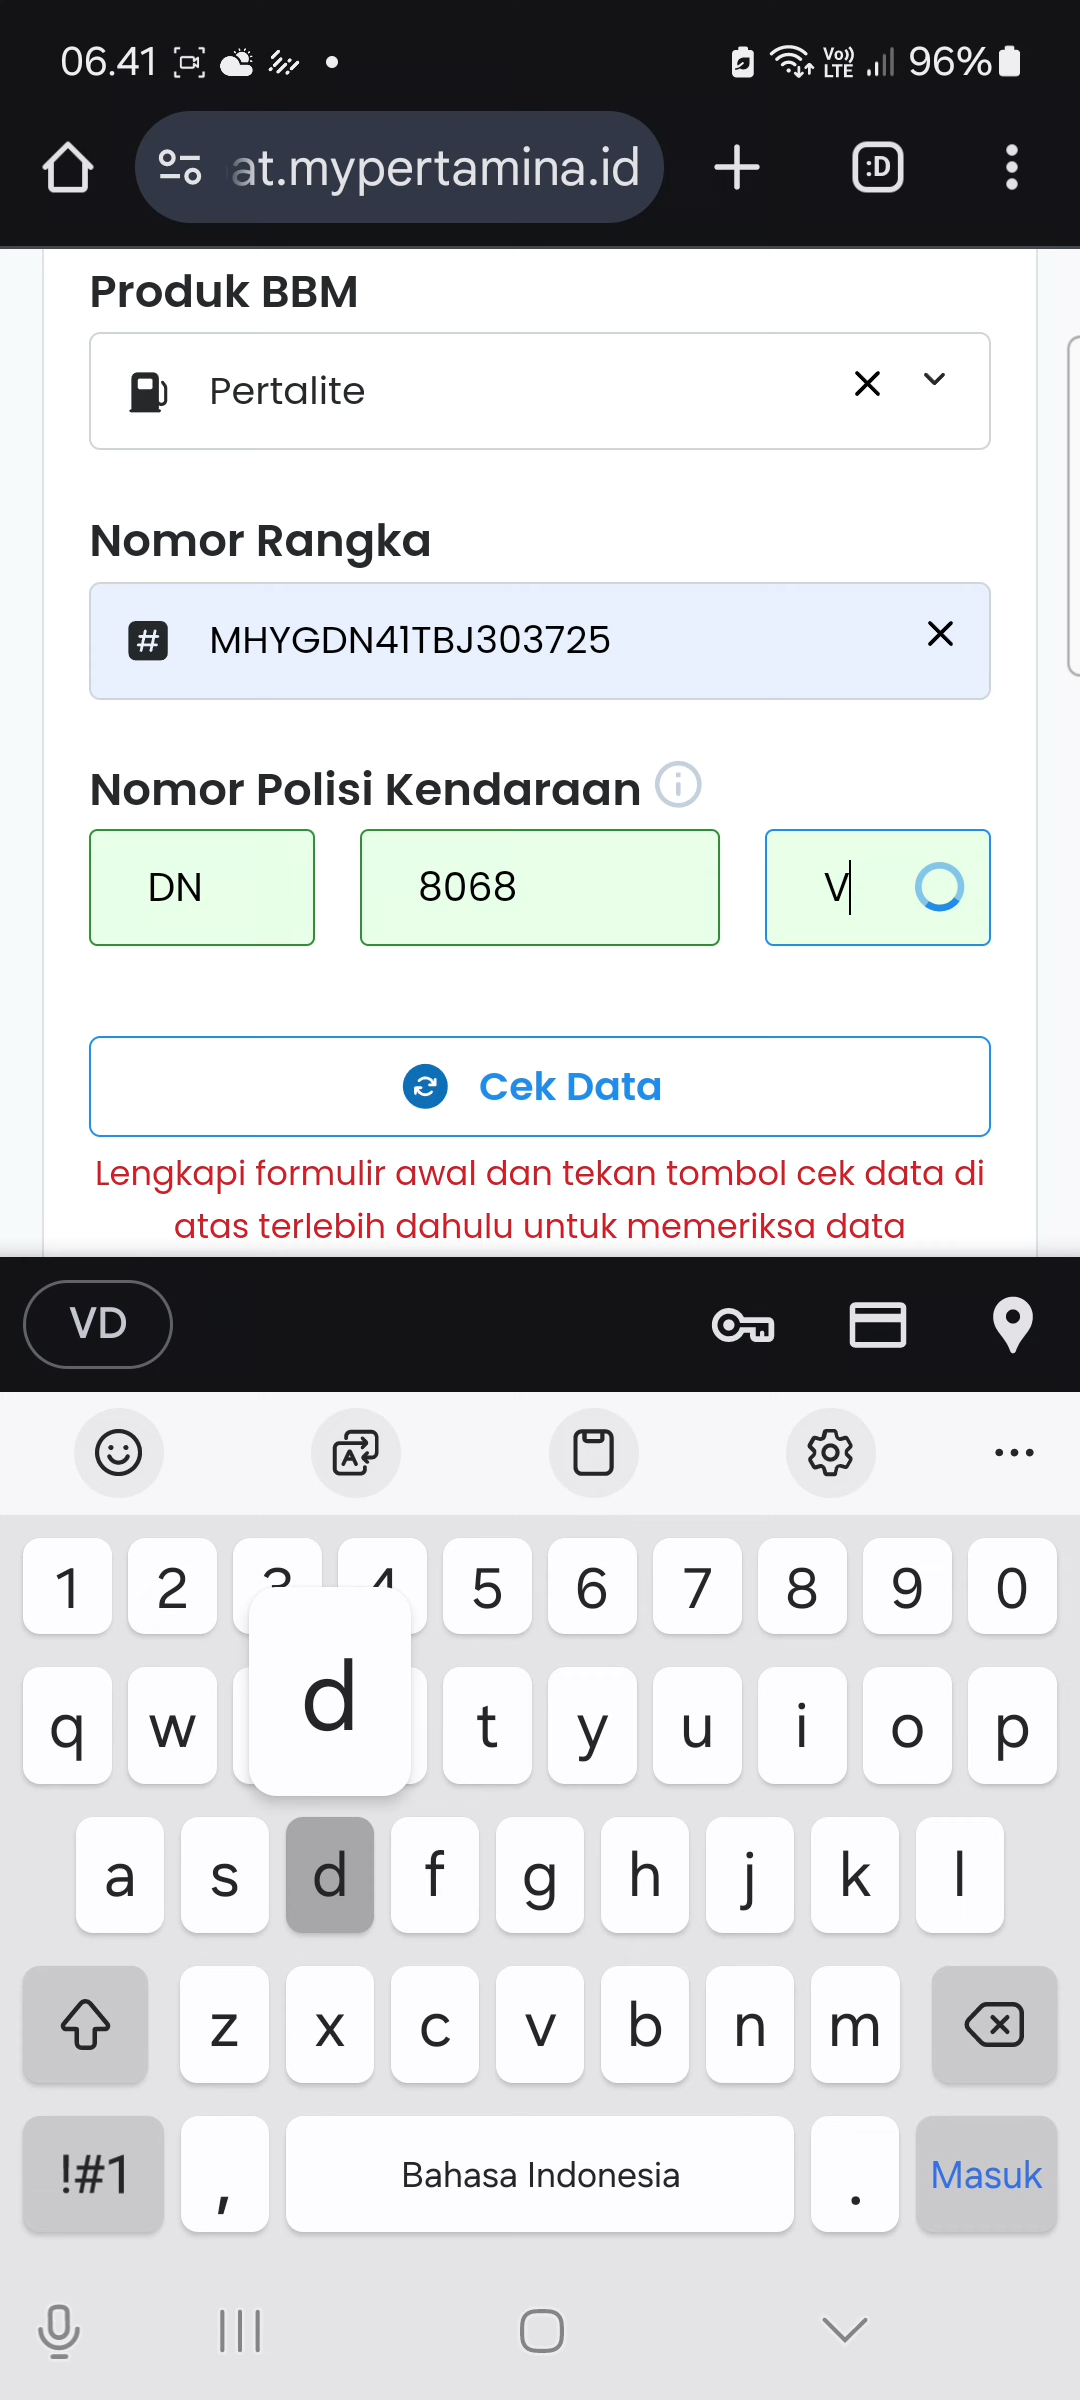 06.41
Vo)) LTE
96%
at.mypertamina.id
:D
Produk BBM
Pertalite
Nomor Rangka
# MHYGDN41TBJ303725
Nomor Polisi Kendaraan
DN 8068 V
Cek Data
Lengkapi formulir awal dan tekan tombol cek data di
atas terlebih dahulu untuk memeriksa data
VD
1 2 3 4 5 6 7 8 9 0
d
q w t y u i o p
a s d f g h j k l
z x c v b n m
!#1 , Bahasa Indonesia . Masuk